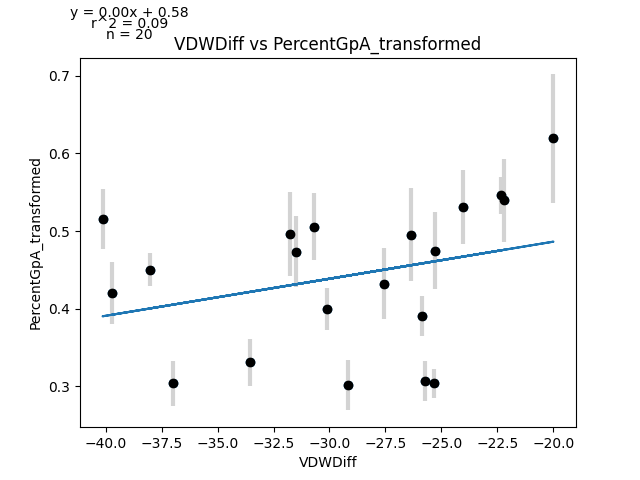 y = 0.00x + 0.58
r^2 = 0.09
n = 20
VDWDiff vs PercentGpA_transformed
PercentGpA_transformed
0.7
0.6
0.5
0.4
0.3
−40.0 −37.5 −35.0 −32.5 −30.0 −27.5 −25.0 −22.5 −20.0
VDWDiff